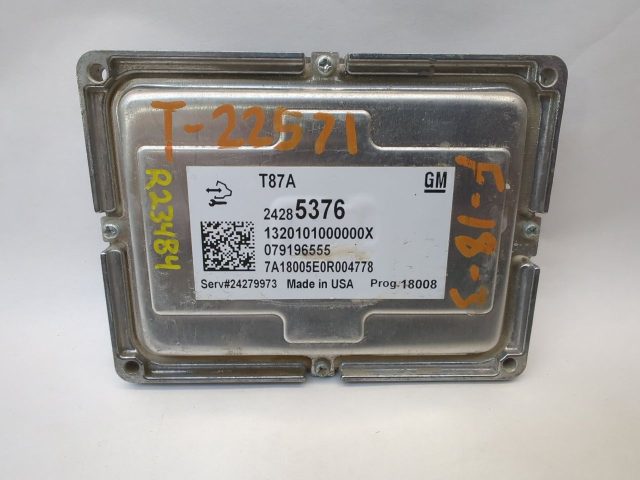 T-22571
R23484
F-18-3
T87A
GM
24285376
1320101000000X
079196555
7A18005E0R004778
Serv#24279973 Made in USA Prog.18008